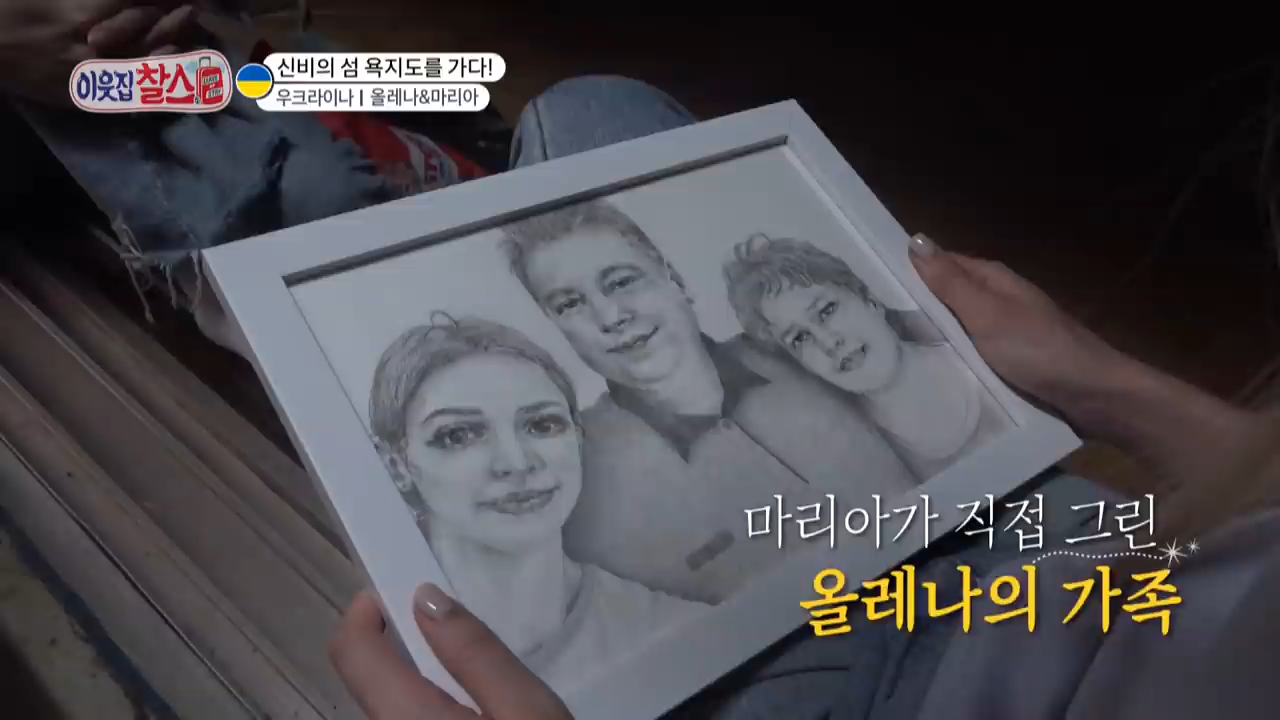 이웃집 찰스
신비의 섬 욕지도를 가다!
우크라이나 | 올레나&마리아
마리아가 직접 그린
올레나의 가족